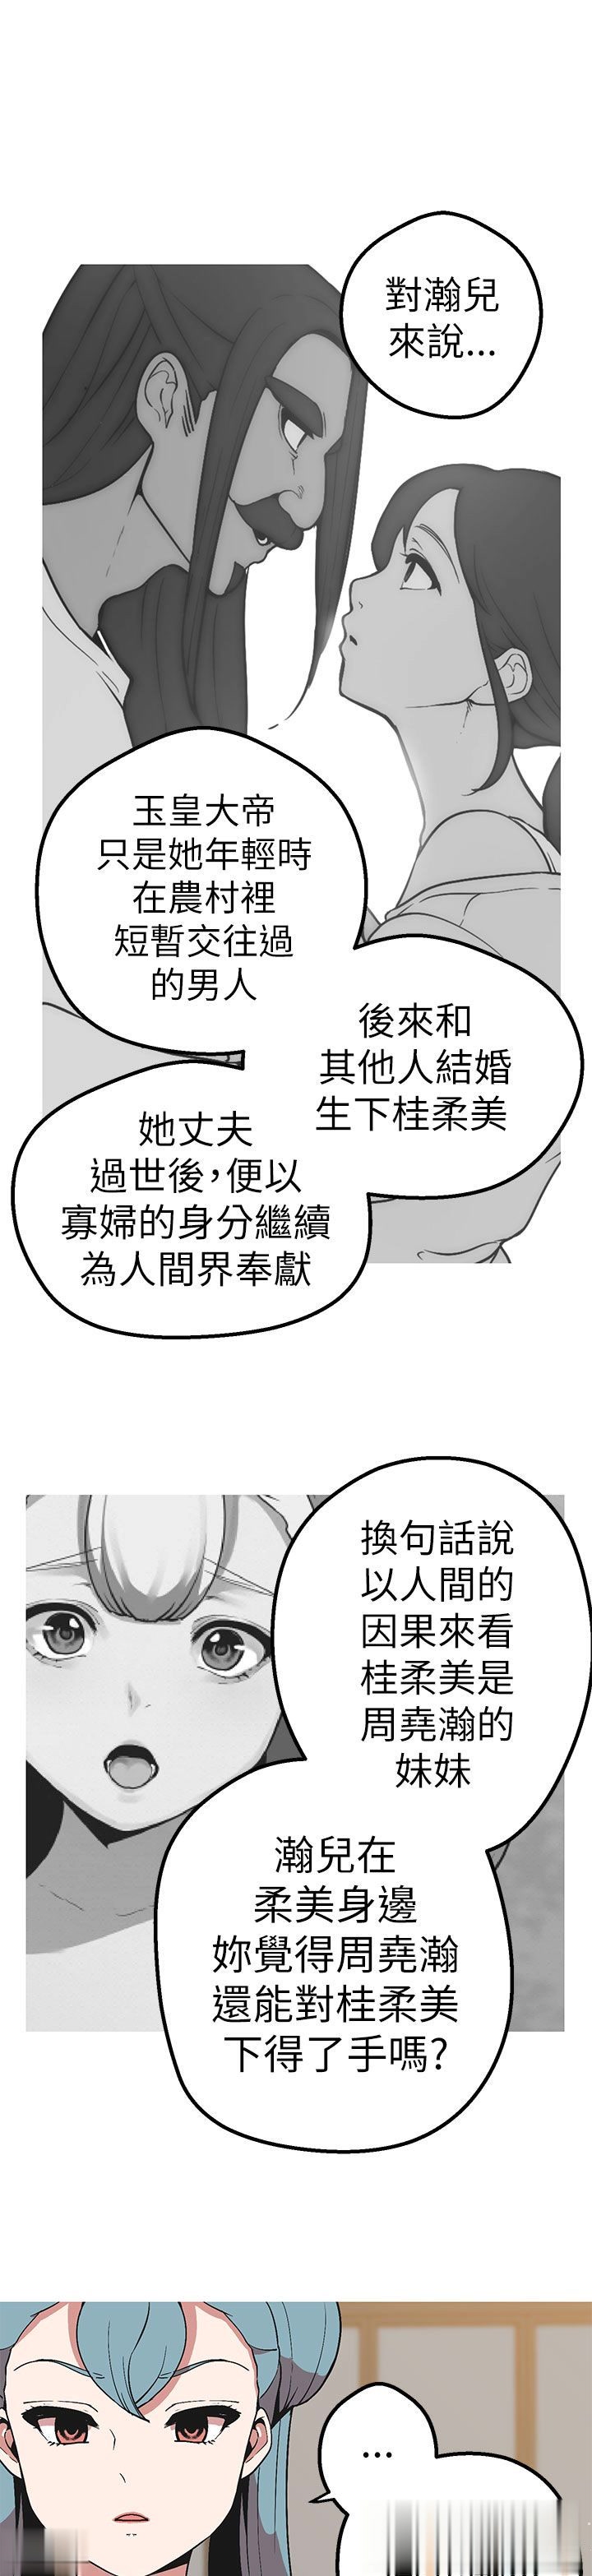 對瀚兒
來說...
玉皇大帝
只是她年輕時
在農村裡
短暫交往過
的男人
後來和
其他人結婚
生下桂柔美
她丈夫
過世後,便以
寡婦的身分繼續
為人間界奉獻
換句話說
以人間的
因果來看
桂柔美是
周堯瀚的
妹妹
瀚兒在
柔美身邊
妳覺得周堯瀚
還能對桂柔美
下得了手嗎?
...